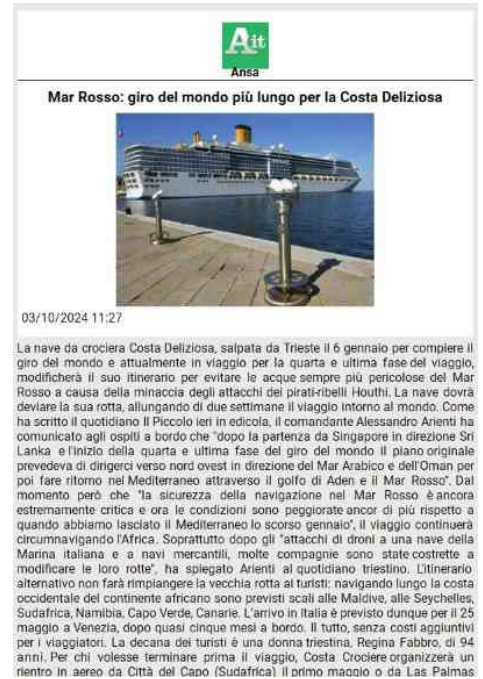 Ait
Ansa
Mar Rosso: giro del mondo più lungo per la Costa Deliziosa
03/10/2024 11:27
La nave da crociera Costa Deliziosa, salpata da Trieste il 6 gennaio per compiere il
giro del mondo e attualmente in viaggio per la quarta e ultima fase del viaggio,
modificherà il suo itinerario per evitare le acque sempre più pericolose del Mar
Rosso a causa della minaccia degli attacchi dei pirati-ribelli Houthi. La nave dovrà
deviare la sua rotta, allungando di due settimane il viaggio intorno al mondo. Come
ha scritto il quotidiano Il Piccolo ieri in edicola, il comandante Alessandro Arienti ha
comunicato agli ospiti a bordo che "dopo la partenza da Singapore in direzione Sri
Lanka e l'inizio della quarta e ultima fase del giro del mondo il piano originale
prevedeva di dirigerci verso nord ovest in direzione del Mar Arabico e dell'Oman per
poi fare ritorno nel Mediterraneo attraverso il golfo di Aden e il Mar Rosso". Dal
momento però che "la sicurezza della navigazione nel Mar Rosso è ancora
estremamente critica e ora le condizioni sono peggiorate ancor di più rispetto a
quando abbiamo lasciato il Mediterraneo lo scorso gennaio", il viaggio continuerà
circumnavigando l'Africa. Soprattutto dopo gli "attacchi di droni a una nave della
Marina italiana e a navi mercantili, molte compagnie sono state costrette a
modificare le loro rotte", ha spiegato Arienti al quotidiano triestino. L'itinerario
alternativo non farà rimpiangere la vecchia rotta ai turisti: navigando lungo la costa
occidentale del continente africano sono previsti scali alle Maldive, alle Seychelles,
Sudafrica, Namibia, Capo Verde, Canarie. L'arrivo in Italia è previsto dunque per il 25
maggio a Venezia, dopo quasi cinque mesi a bordo. Il tutto, senza costi aggiuntivi
per i viaggiatori. La decana dei turisti è una donna triestina, Regina Fabbro, di 94
anni. Per chi volesse terminare prima il viaggio, Costa Crociere organizzerà un
rientro in aereo da Città del Capo (Sudafrica) il primo maggio o da Las Palmas